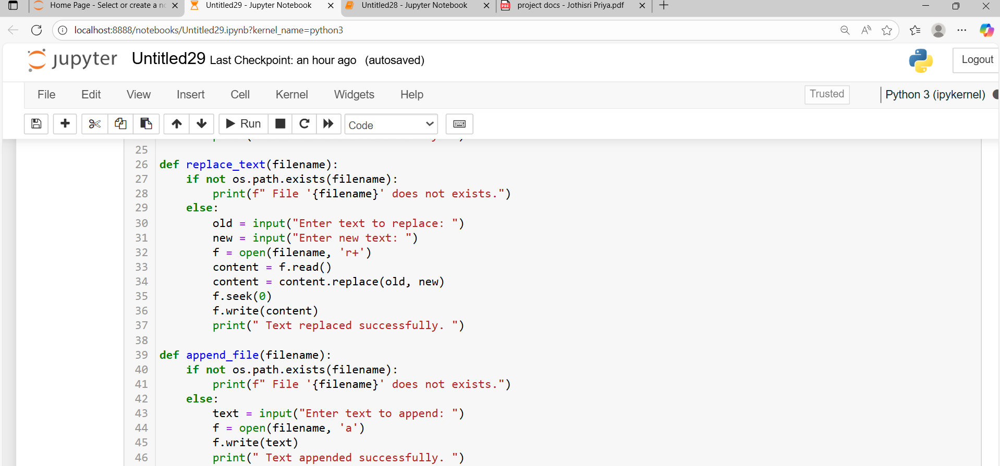 Home Page - Select or create a no
Untitled29 - Jupyter Notebook
Untitled28 - Jupyter Notebook
PDF
project docs - Jothisri Priya.pdf
localhost:8888/notebooks/Untitled29.ipynb?kernel_name=python3
jupyter Untitled29 Last Checkpoint: an hour ago (autosaved)
Logout
File Edit View Insert Cell Kernel Widgets Help
Trusted
Python 3 (ipykernel)
Run
Code
25
26 def replace_text(filename):
27     if not os.path.exists(filename):
28         print(f" File '{filename}' does not exists.")
29     else:
30         old = input("Enter text to replace: ")
31         new = input("Enter new text: ")
32         f = open(filename, 'r+')
33         content = f.read()
34         content = content.replace(old, new)
35         f.seek(0)
36         f.write(content)
37         print(" Text replaced successfully. ")
38
39 def append_file(filename):
40     if not os.path.exists(filename):
41         print(f" File '{filename}' does not exists.")
42     else:
43         text = input("Enter text to append: ")
44         f = open(filename, 'a')
45         f.write(text)
46         print(" Text appended successfully. ")